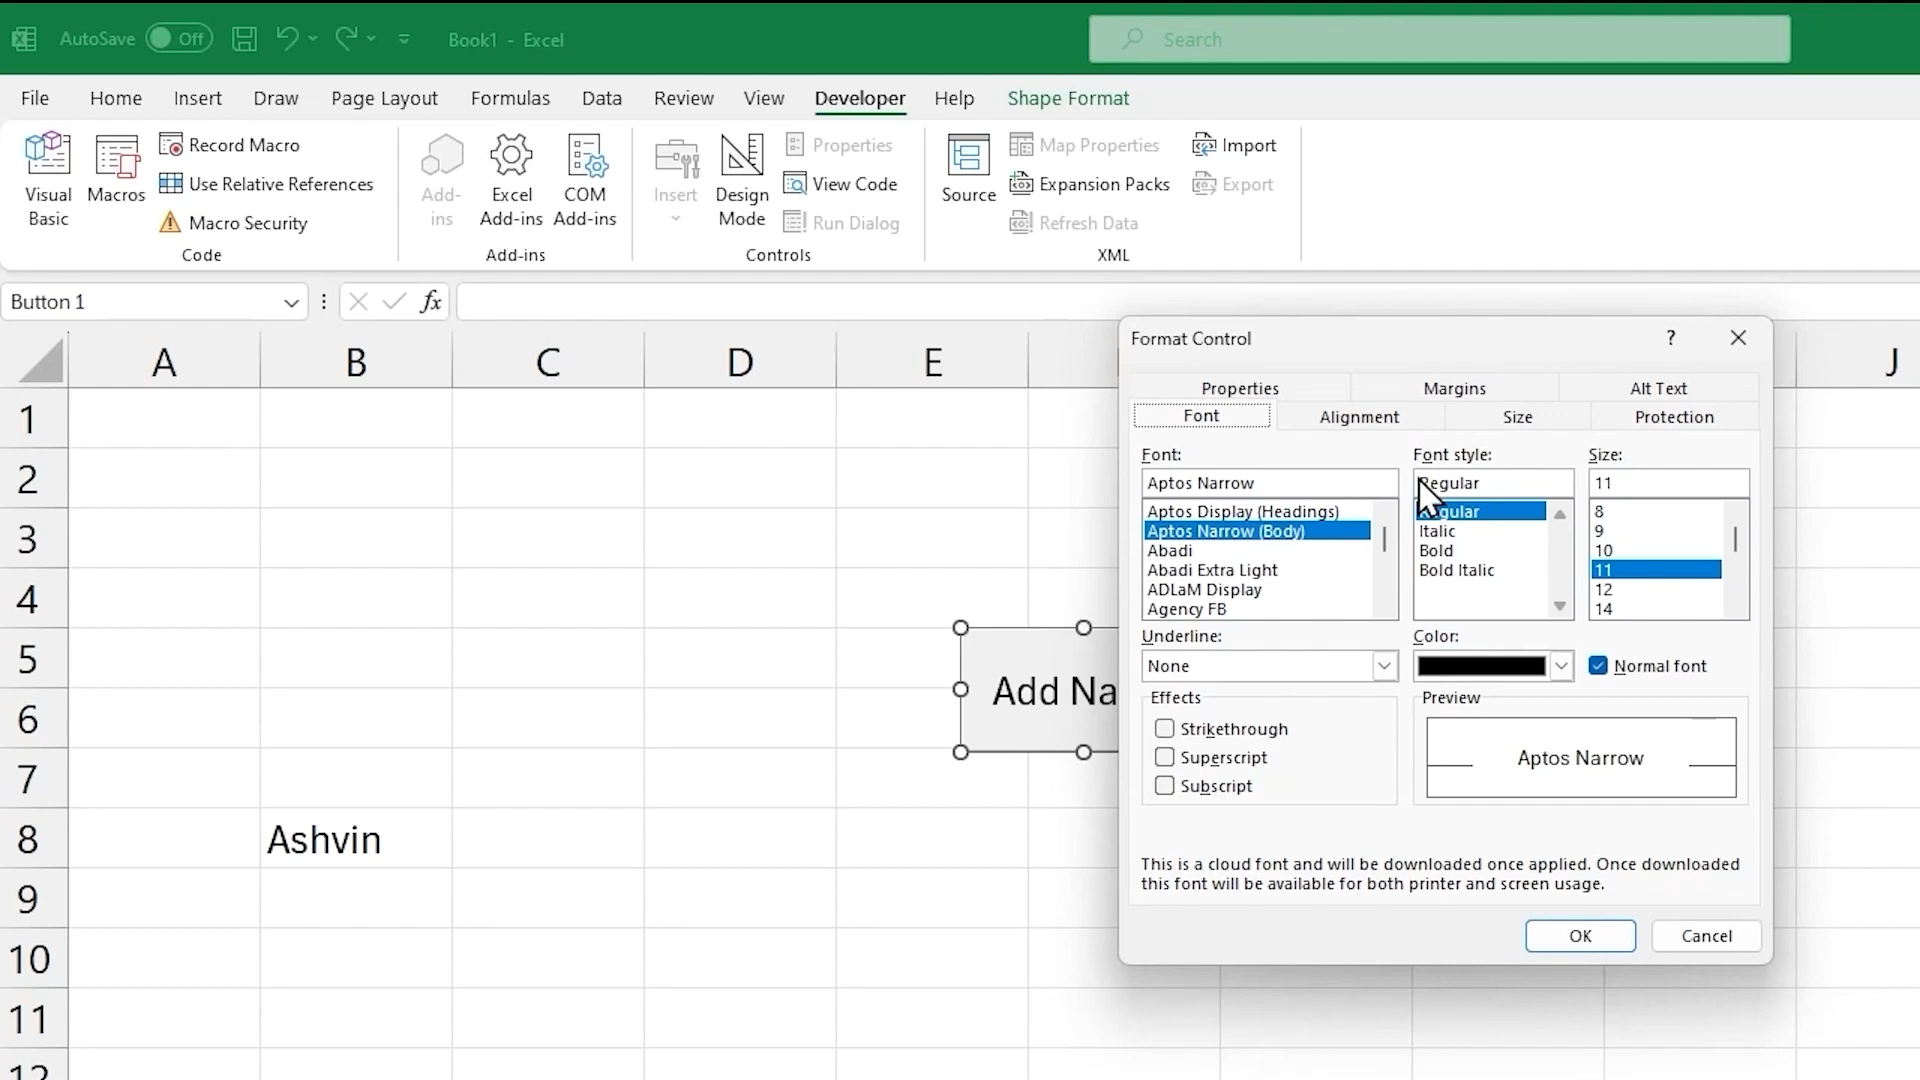 AutoSave Off Book1 - Excel Search
File Home Insert Draw Page Layout Formulas Data Review View Developer Help Shape Format
Visual Basic
Macros
Record Macro
Use Relative References
Macro Security
Code
Add-ins
Excel Add-ins
COM Add-ins
Add-ins
Insert
Design Mode
Properties
View Code
Run Dialog
Controls
Source
Map Properties
Expansion Packs
Refresh Data
Import
Export
XML
Button 1
fx
A B C D E J
1
2
3
4
5
6
7
8
9
10
11
12
Add Na
Ashvin
Format Control ?
Properties Margins Alt Text
Font Alignment Size Protection
Font:
Aptos Narrow
Aptos Display (Headings)
Aptos Narrow (Body)
Abadi
Abadi Extra Light
ADLaM Display
Agency FB
Font style:
Regular
Regular
Italic
Bold
Bold Italic
Size:
11
8
9
10
11
12
14
Underline:
None
Color:
Normal font
Effects
Strikethrough
Superscript
Subscript
Preview
Aptos Narrow
This is a cloud font and will be downloaded once applied. Once downloaded
this font will be available for both printer and screen usage.
OK Cancel